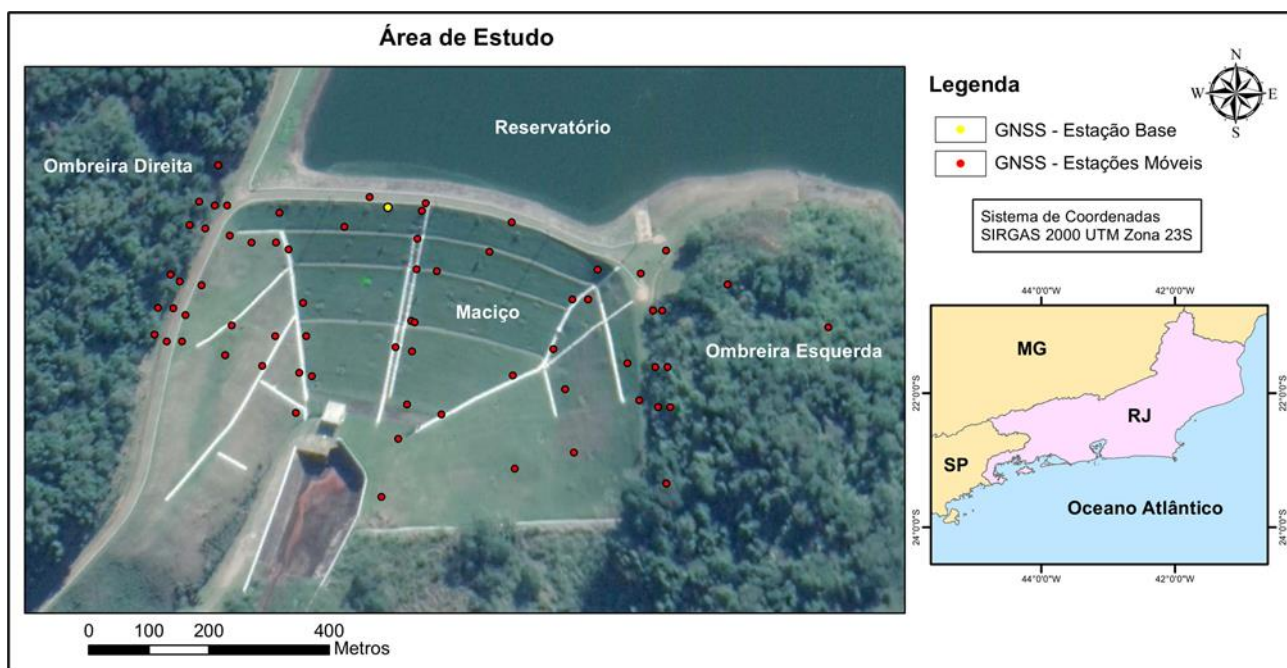 Área de Estudo
Reservatório
Ombreira Direita
Maciço
Ombreira Esquerda
0 100 200 400
Metros
N
W E
S
Legenda
GNSS - Estação Base
GNSS - Estações Móveis
Sistema de Coordenadas
SIRGAS 2000 UTM Zona 23S
44°0'0"W 42°0'0"W
MG
22°0'0"S 22°0'0"S
RJ
SP
Oceano Atlântico
24°0'0"S 24°0'0"S
44°0'0"W 42°0'0"W